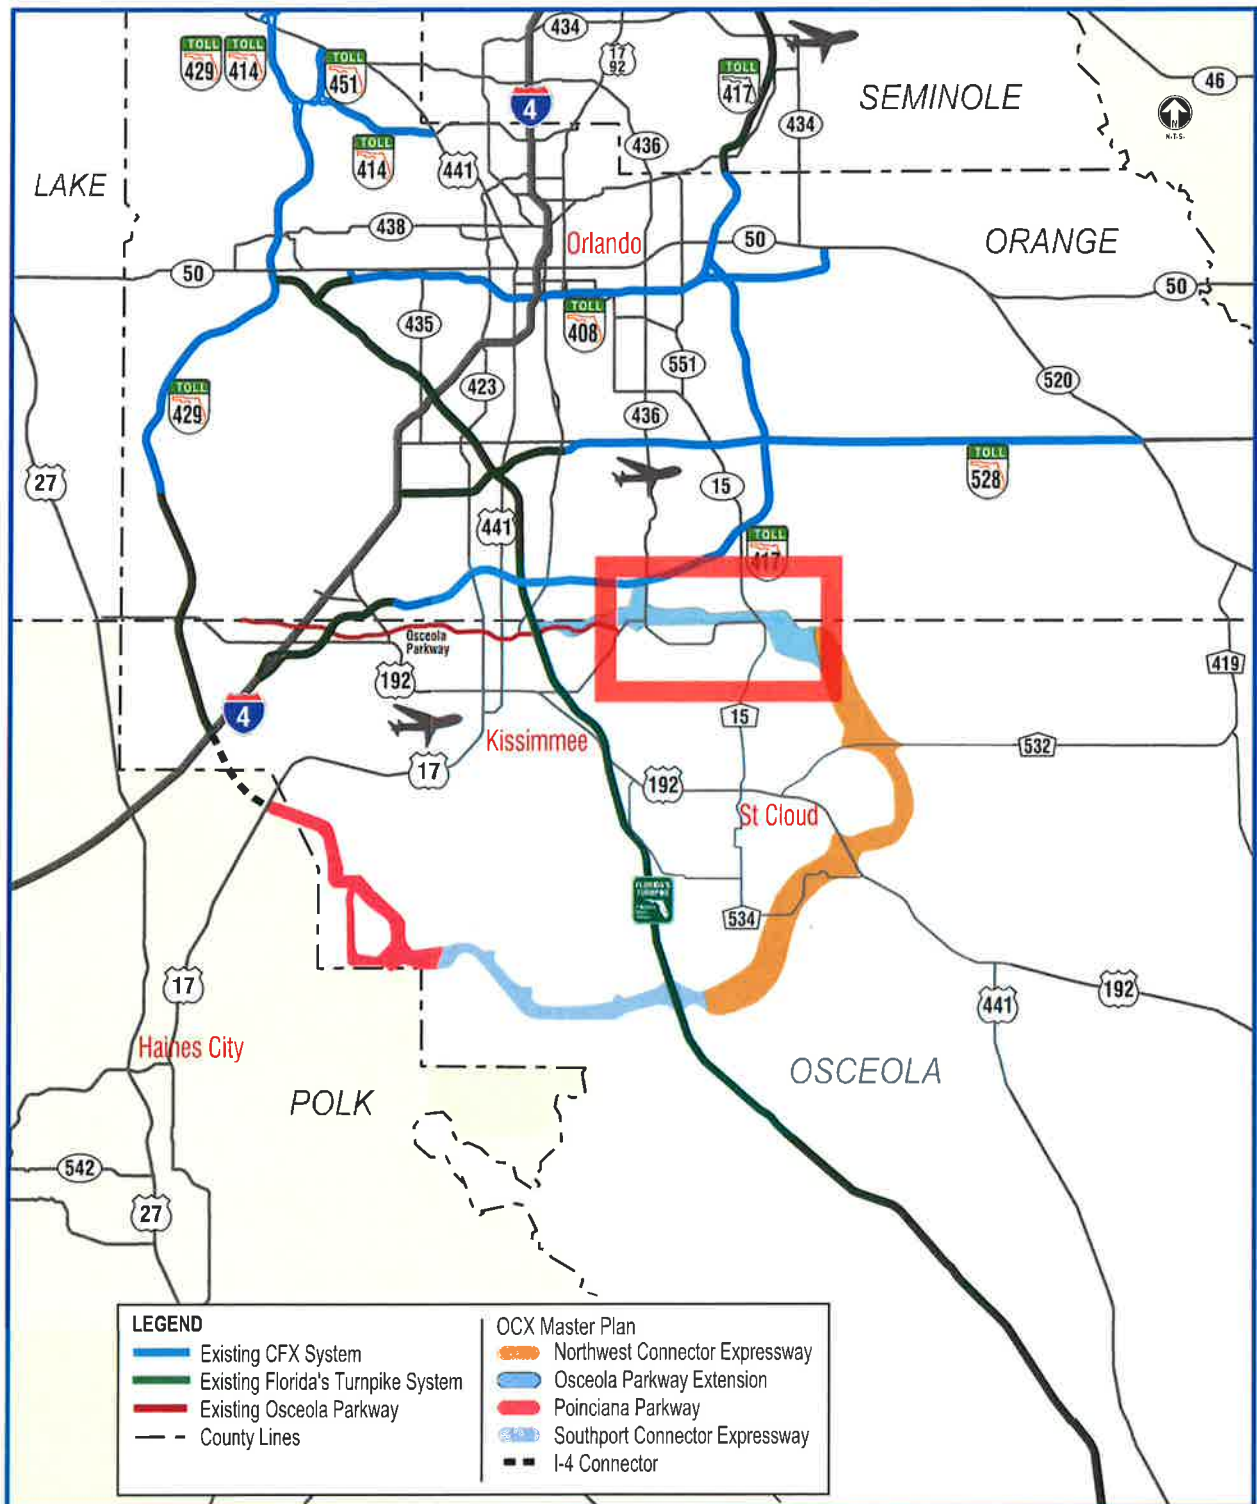 434
17
92
TOLL
429
TOLL
414
TOLL
451
TOLL
417
46
SEMINOLE
4
N
N.T.S.
434
436
TOLL
414
441
LAKE
438
Orlando
50
ORANGE
50
50
TOLL
408
435
551
520
423
TOLL
429
436
27
TOLL
528
15
441
TOLL
417
Osceola
Parkway
192
419
4
15
Kissimmee
532
17
192
St Cloud
FLORIDA'S
TURNPIKE
534
17
441
192
Haines City
OSCEOLA
POLK
542
27
LEGEND
Existing CFX System
Existing Florida's Turnpike System
Existing Osceola Parkway
County Lines
OCX Master Plan
Northwest Connector Expressway
Osceola Parkway Extension
Poinciana Parkway
Southport Connector Expressway
I-4 Connector